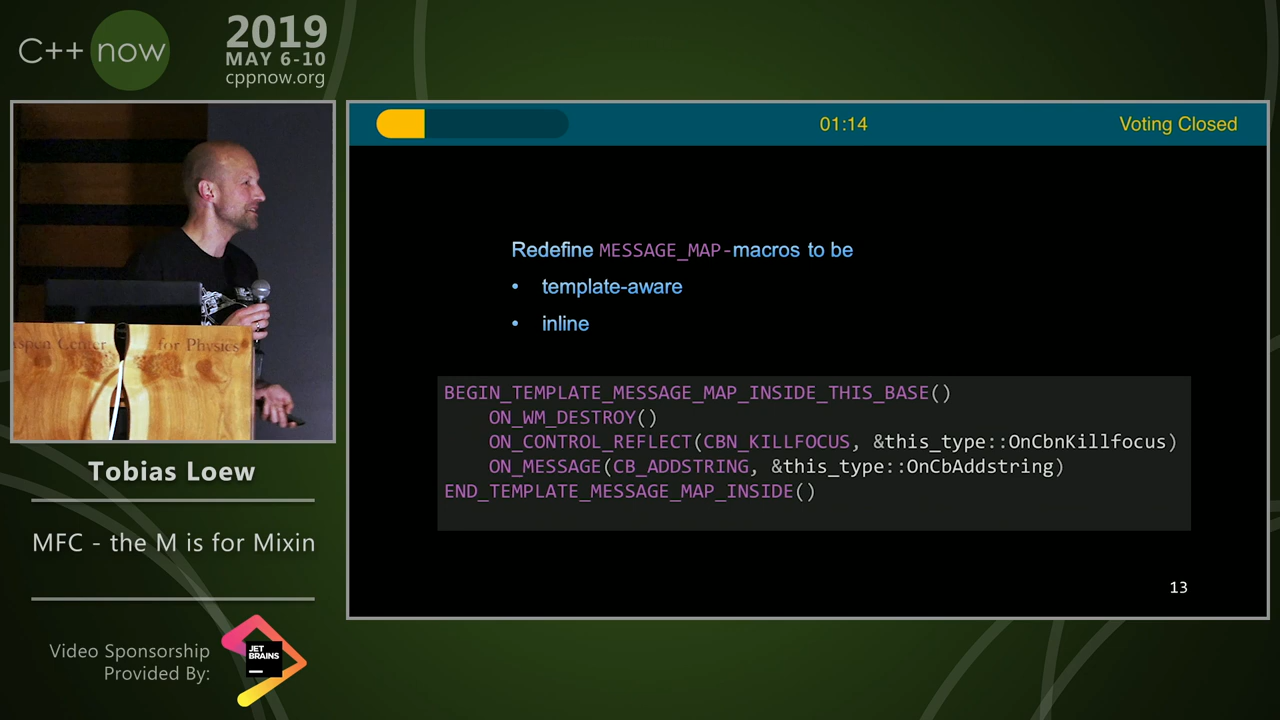 C++ now
2019
MAY 6-10
cppnow.org
01:14
Voting Closed
Redefine MESSAGE_MAP-macros to be
• template-aware
• inline
BEGIN_TEMPLATE_MESSAGE_MAP_INSIDE_THIS_BASE()
ON_WM_DESTROY()
ON_CONTROL_REFLECT(CBN_KILLFOCUS, &this_type::OnCbnKillfocus)
ON_MESSAGE(CB_ADDSTRING, &this_type::OnCbAddstring)
END_TEMPLATE_MESSAGE_MAP_INSIDE()
13
for Physics
Tobias Loew
MFC - the M is for Mixin
Video Sponsorship
Provided By:
JET
BRAINS